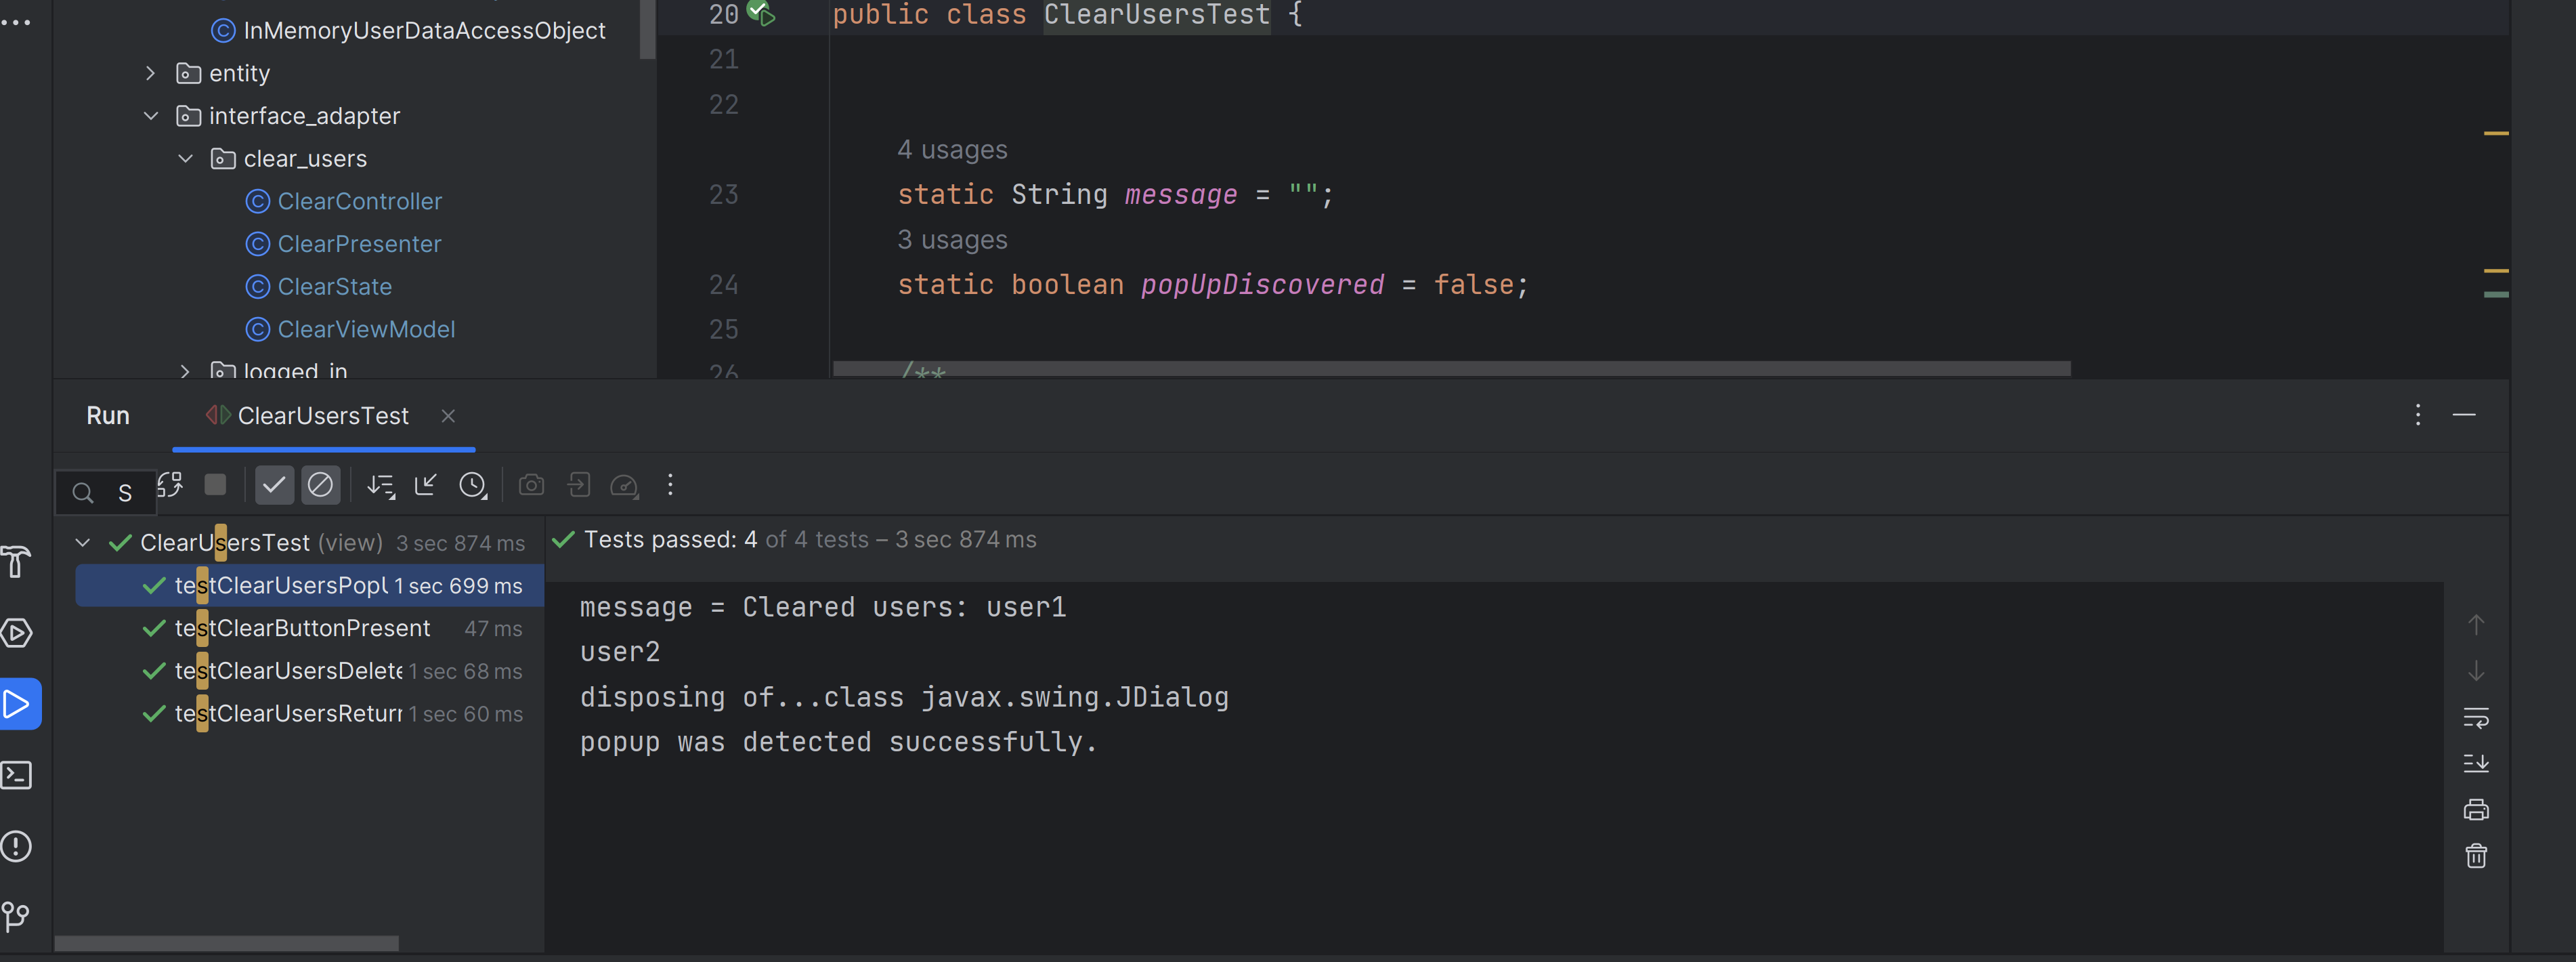 InMemoryUserDataAccessObject
entity
interface_adapter
clear_users
ClearController
ClearPresenter
ClearState
ClearViewModel
logged_in
20 public class ClearUsersTest {
21
22
4 usages
23 static String message = "";
3 usages
24 static boolean popUpDiscovered = false;
25
26 /**
Run ClearUsersTest
S
ClearUsersTest (view) 3 sec 874 ms
testClearUsersPopU 1 sec 699 ms
testClearButtonPresent 47 ms
testClearUsersDelete 1 sec 68 ms
testClearUsersReturn 1 sec 60 ms
Tests passed: 4 of 4 tests – 3 sec 874 ms
message = Cleared users: user1
user2
disposing of...class javax.swing.JDialog
popup was detected successfully.